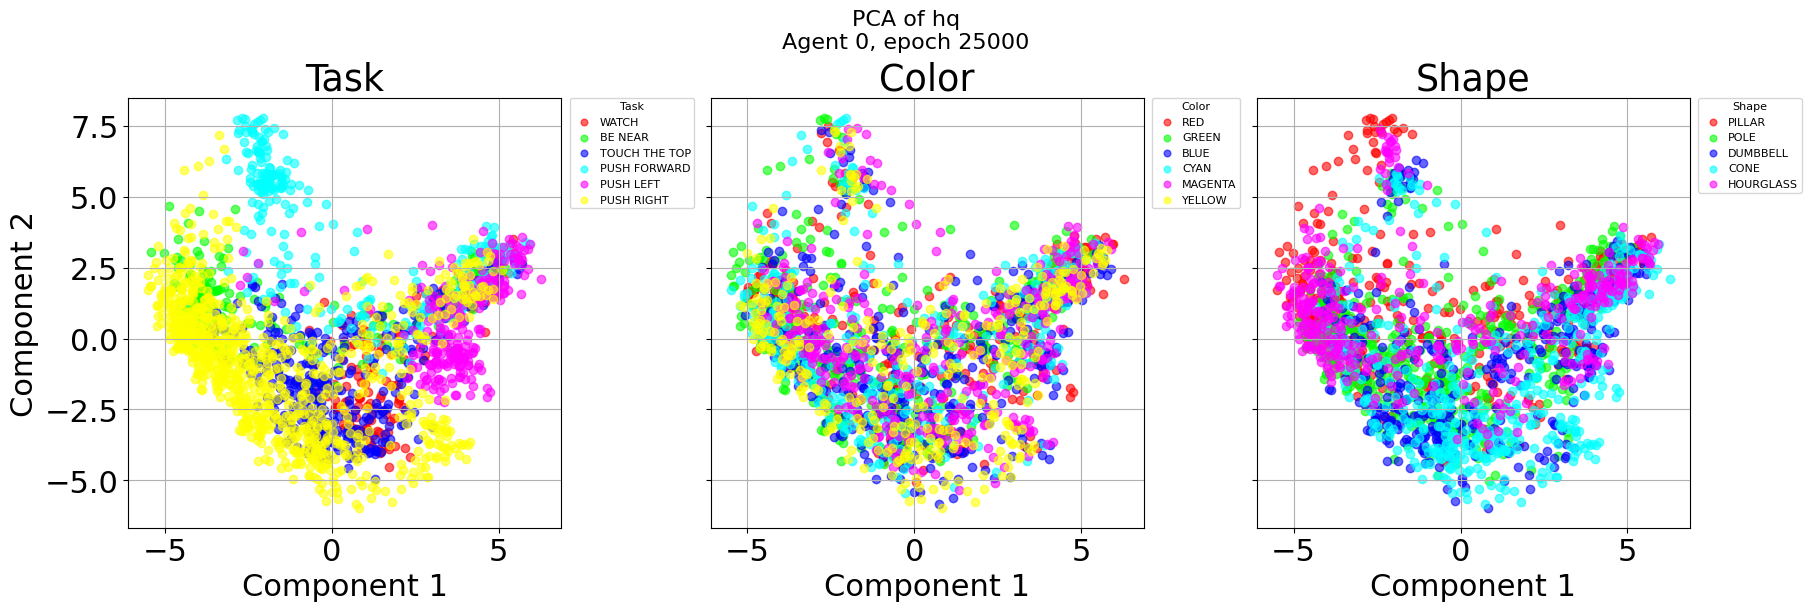 PCA of hq
Agent 0, epoch 25000
Task
Color
Shape
Component 2
7.5
5.0
2.5
0.0
−2.5
−5.0
−5
0
5
Component 1
Task
WATCH
BE NEAR
TOUCH THE TOP
PUSH FORWARD
PUSH LEFT
PUSH RIGHT
−5
0
5
Component 1
Color
RED
GREEN
BLUE
CYAN
MAGENTA
YELLOW
−5
0
5
Component 1
Shape
PILLAR
POLE
DUMBBELL
CONE
HOURGLASS